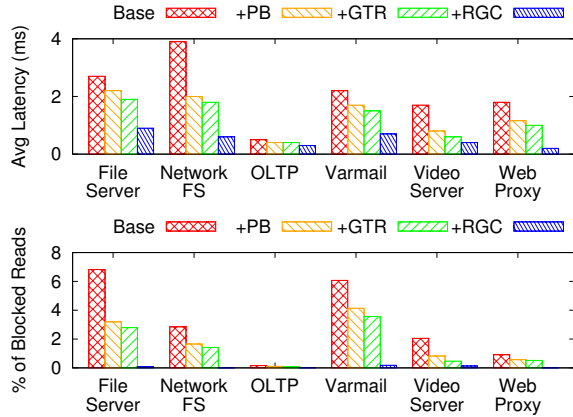 Base +PB +GTR +RGC
Avg Latency (ms)
4
2
0
File Server Network FS OLTP Varmail Video Server Web Proxy
Base +PB +GTR +RGC
% of Blocked Reads
8
6
4
2
0
File Server Network FS OLTP Varmail Video Server Web Proxy